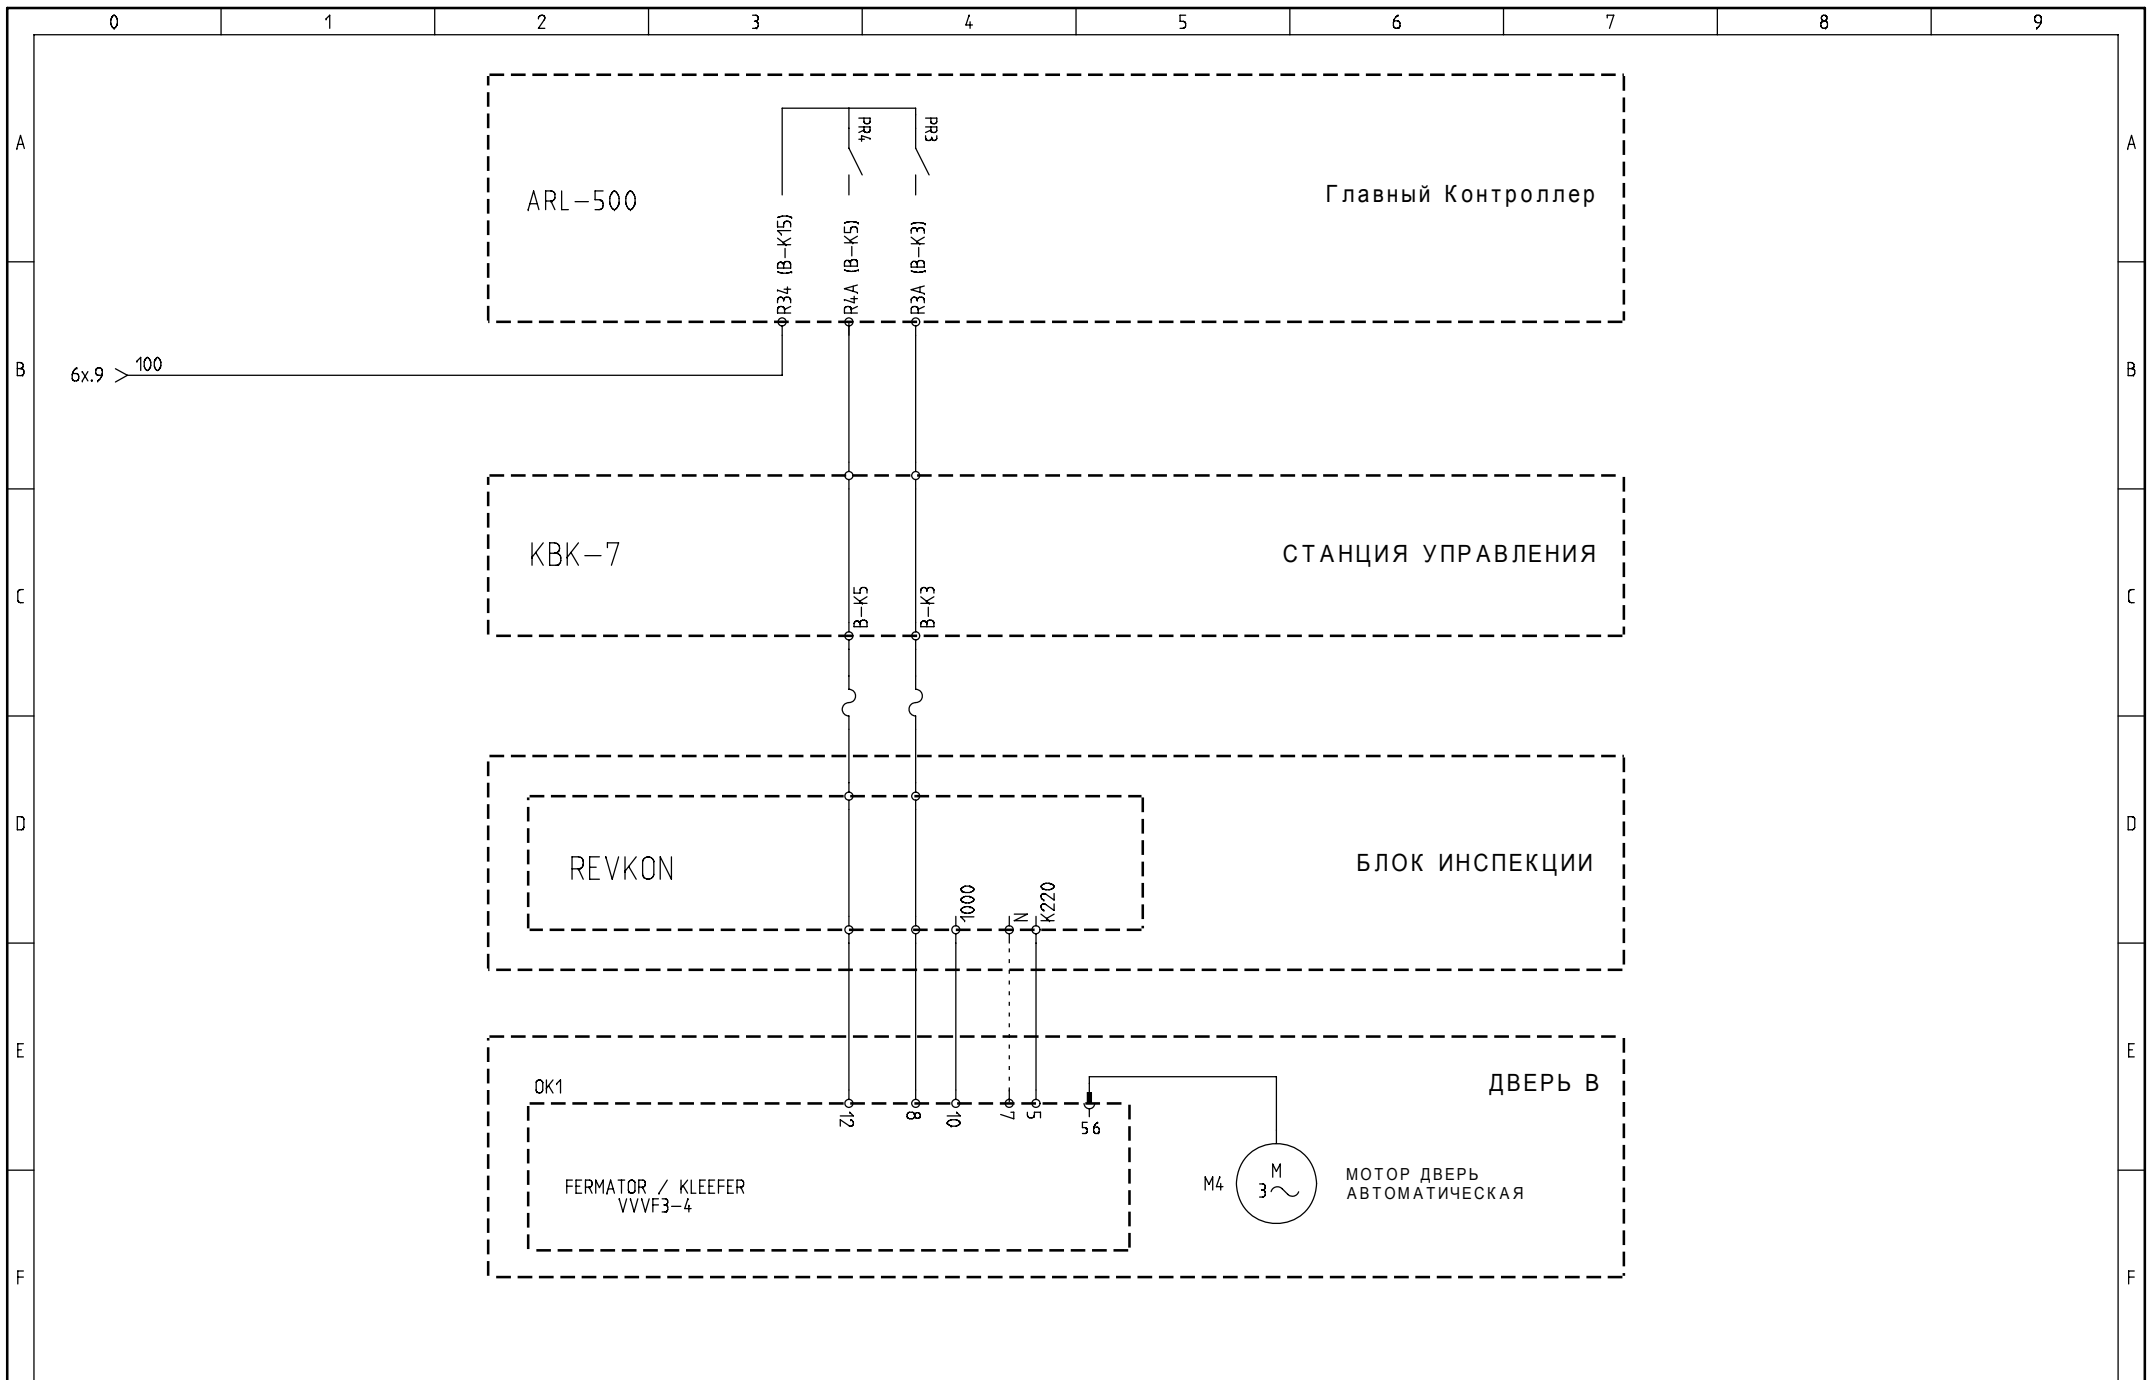 0 1 2 3 4 5 6 7 8 9
A
A
PR4
PR3
ARL-500
Главный Контроллер
R34 (B-K15)
R4A (B-K5)
R3A (B-K3)
B
B
6x.9
100
KBK-7
СТАНЦИЯ УПРАВЛЕНИЯ
C
C
B-K5
B-K3
D
D
REVKON
БЛОК ИНСПЕКЦИИ
1000
N
K220
E
E
OK1
ДВЕРЬ B
12
8
10
7
5
56
FERMATOR / KLEEFER
VVVF3-4
M4
M
3
МОТОР ДВЕРЬ
АВТОМАТИЧЕСКАЯ
F
F